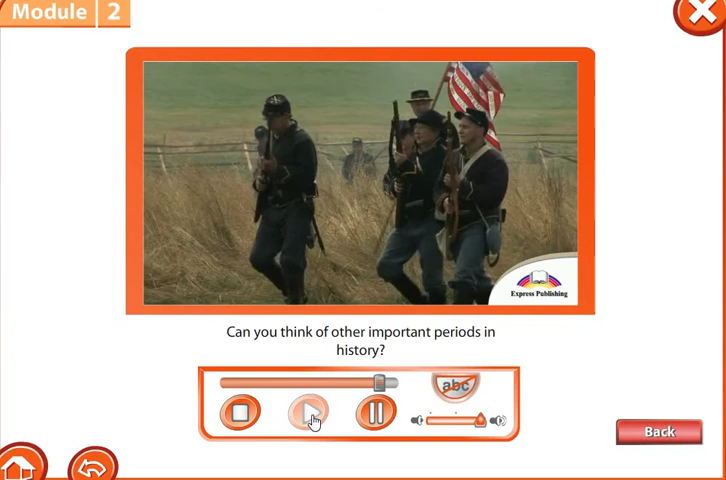 Module 2
Express Publishing
Can you think of other important periods in
history?
abc
Back